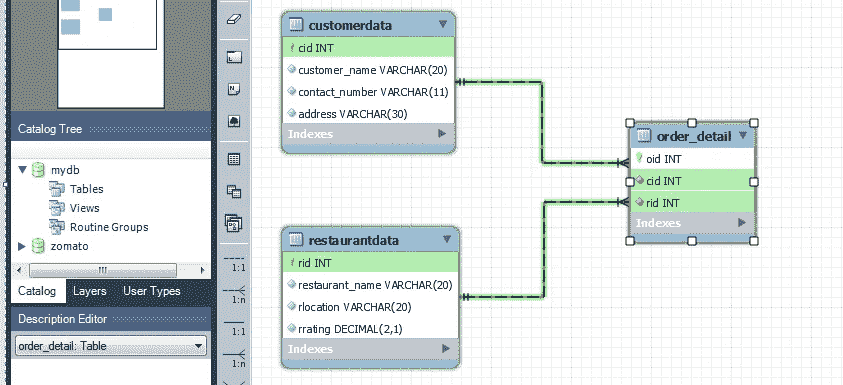 customerdata
cid INT
customer_name VARCHAR(20)
contact_number VARCHAR(11)
address VARCHAR(30)
Indexes
order_detail
oid INT
cid INT
rid INT
Indexes
restaurantdata
rid INT
restaurant_name VARCHAR(20)
rlocation VARCHAR(20)
rrating DECIMAL(2,1)
Indexes
Catalog Tree
mydb
Tables
Views
Routine Groups
zomato
Catalog Layers User Types
Description Editor
order_detail: Table
1:1
1:n
1:1
1:n